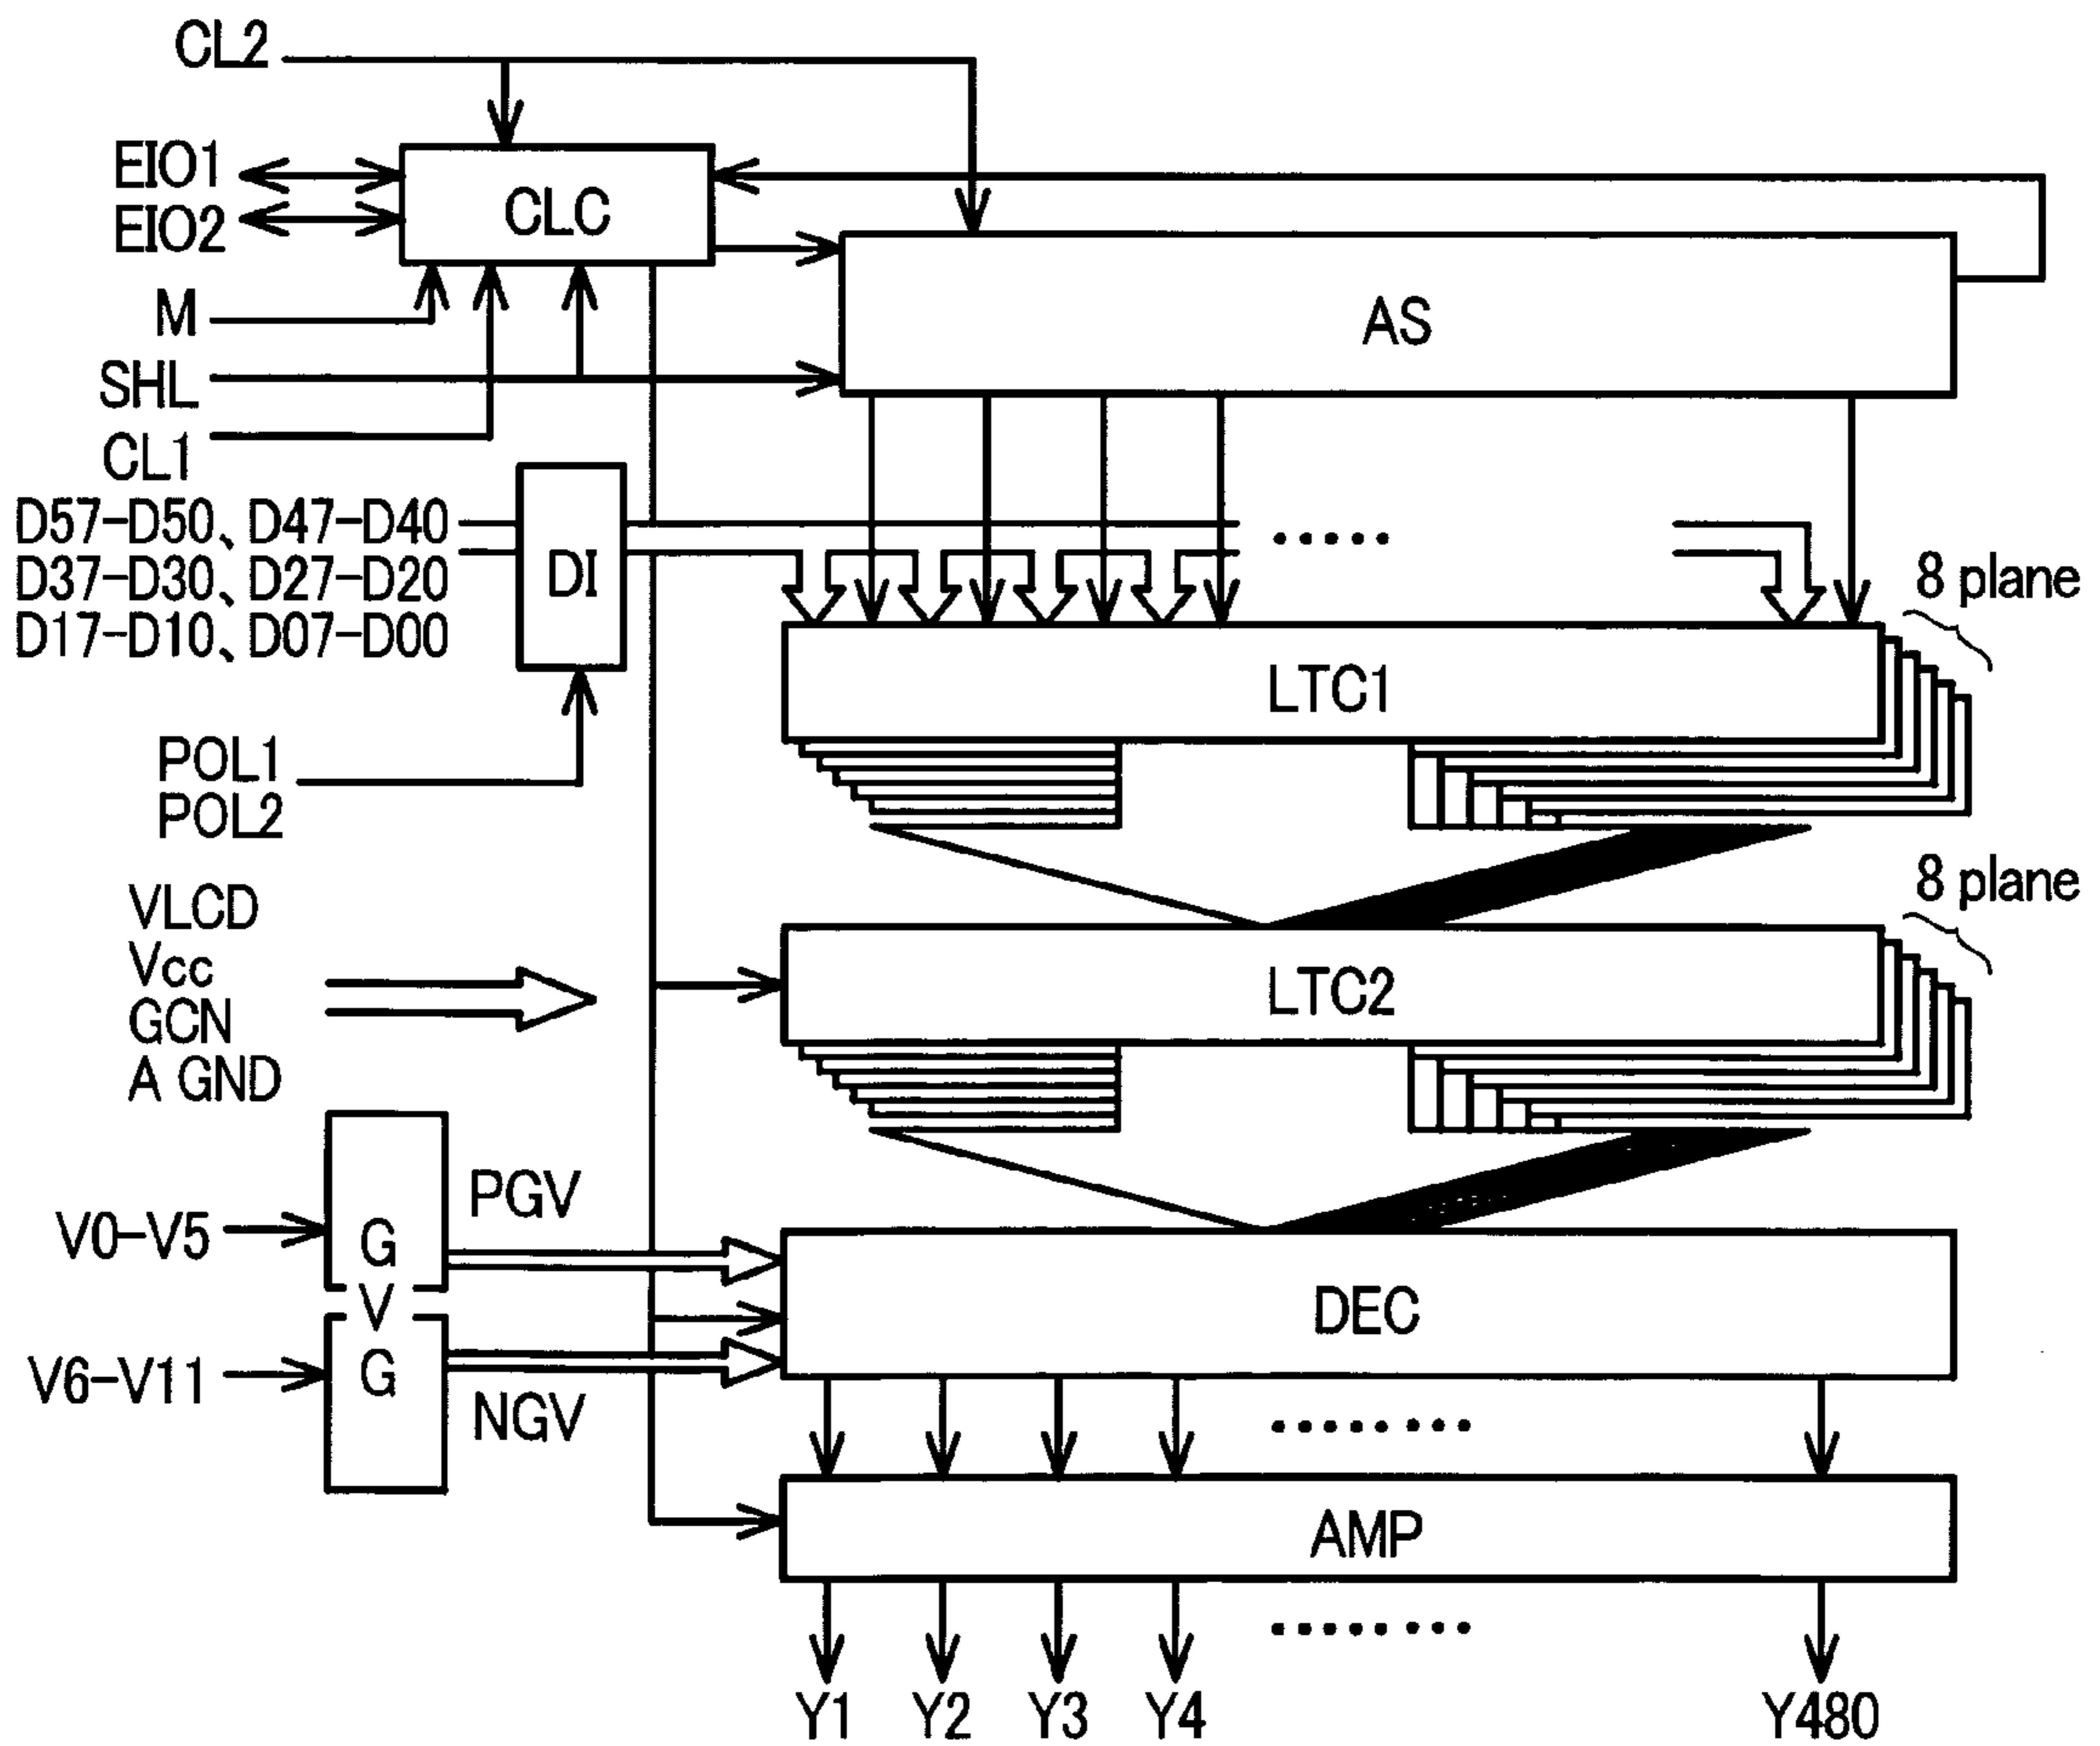 CL2
EIO1
EIO2
CLC
M
SHL
CL1
AS
D57-D50、D47-D40
D37-D30、D27-D20
D17-D10、D07-D00
DI
8 plane
LTC1
POL1
POL2
8 plane
VLCD
Vcc
GCN
A GND
LTC2
PGV
V0-V5
G
V
G
V6-V11
NGV
DEC
AMP
Y1
Y2
Y3
Y4
Y480